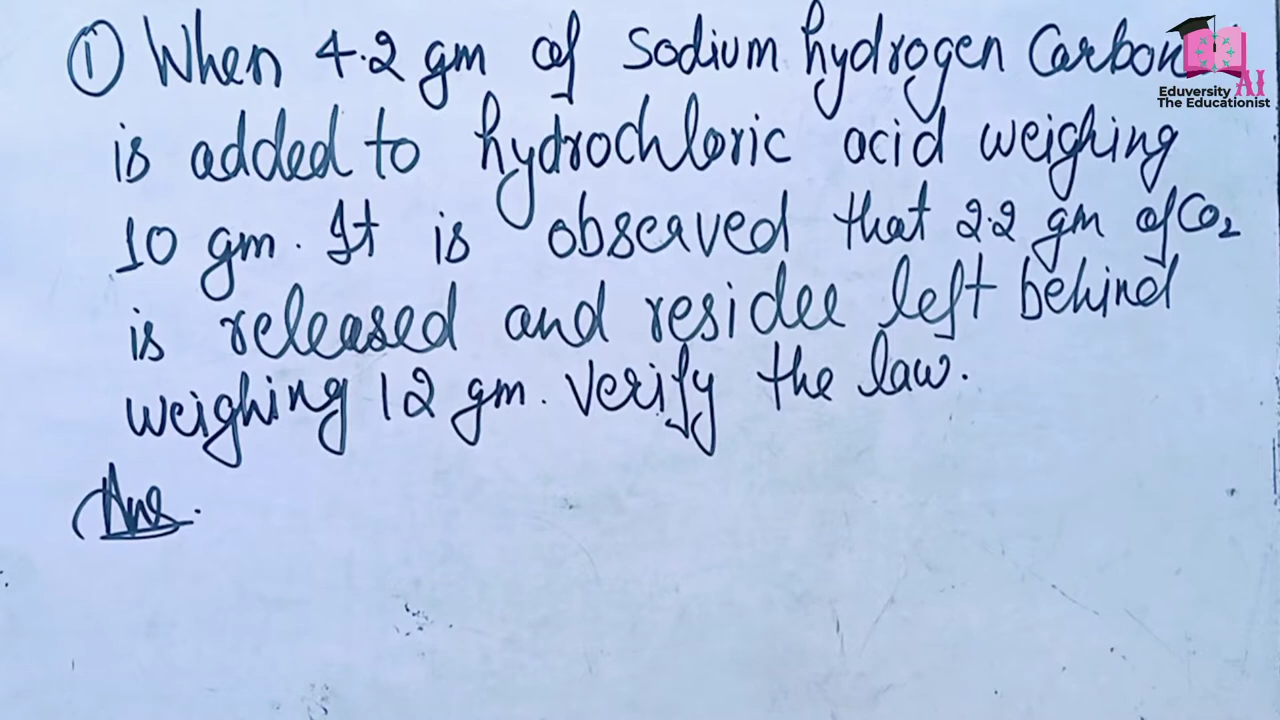 ① When 4.2 gm of Sodium hydrogen Carbon
is added to hydrochloric acid weighing
10 gm. It is observed that 2.2 gm of CO₂
is released and residee left behind
weighing 12 gm. Verify the law.
Ans.
AI
Eduversity
The Educationist